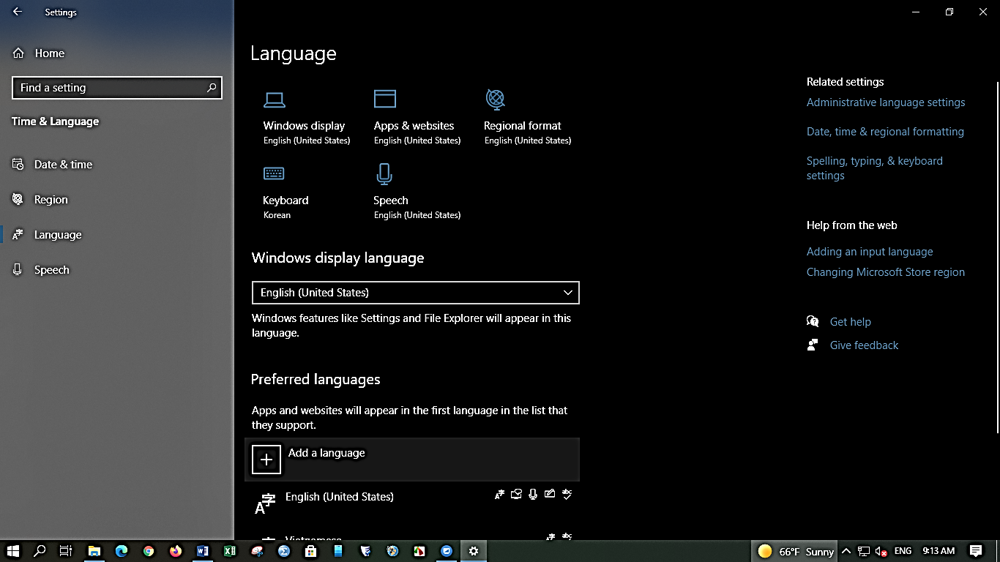 Settings
Home
Find a setting
Time & Language
Date & time
Region
Language
Speech
Language
Windows display
English (United States)
Apps & websites
English (United States)
Regional format
English (United States)
Keyboard
Korean
Speech
English (United States)
Windows display language
English (United States)
Windows features like Settings and File Explorer will appear in this
language.
Preferred languages
Apps and websites will appear in the first language in the list that
they support.
Add a language
English (United States)
Vietnamese
Related settings
Administrative language settings
Date, time & regional formatting
Spelling, typing, & keyboard
settings
Help from the web
Adding an input language
Changing Microsoft Store region
Get help
Give feedback
66°F Sunny
ENG
9:13 AM